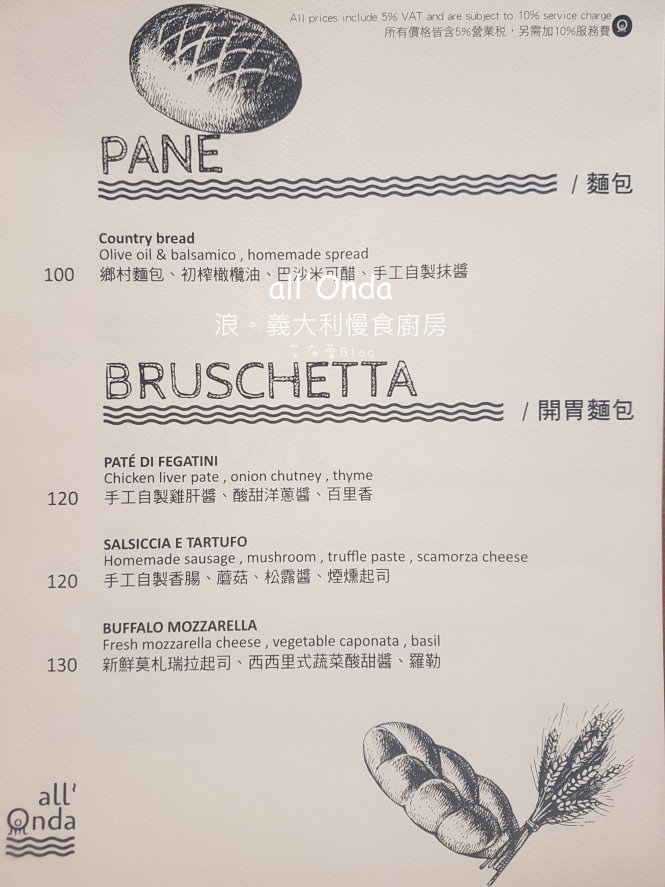 All prices include 5% VAT and are subject to 10% service charge
所有價格皆含5%營業稅，另需加10%服務費
PANE
/ 麵包
Country bread
Olive oil & balsamico , homemade spread
100 鄉村麵包、初榨橄欖油、巴沙米可醋、手工自製抹醬
all Onda
浪。義大利慢食廚房
艾布蕾Blog
BRUSCHETTA
/ 開胃麵包
PATÉ DI FEGATINI
Chicken liver pate , onion chutney , thyme
120 手工自製雞肝醬、酸甜洋蔥醬、百里香
SALSICCIA E TARTUFO
Homemade sausage , mushroom , truffle paste , scamorza cheese
120 手工自製香腸、蘑菇、松露醬、煙燻起司
BUFFALO MOZZARELLA
Fresh mozzarella cheese , vegetable caponata , basil
130 新鮮莫札瑞拉起司、西西里式蔬菜酸甜醬、羅勒
all'
Onda